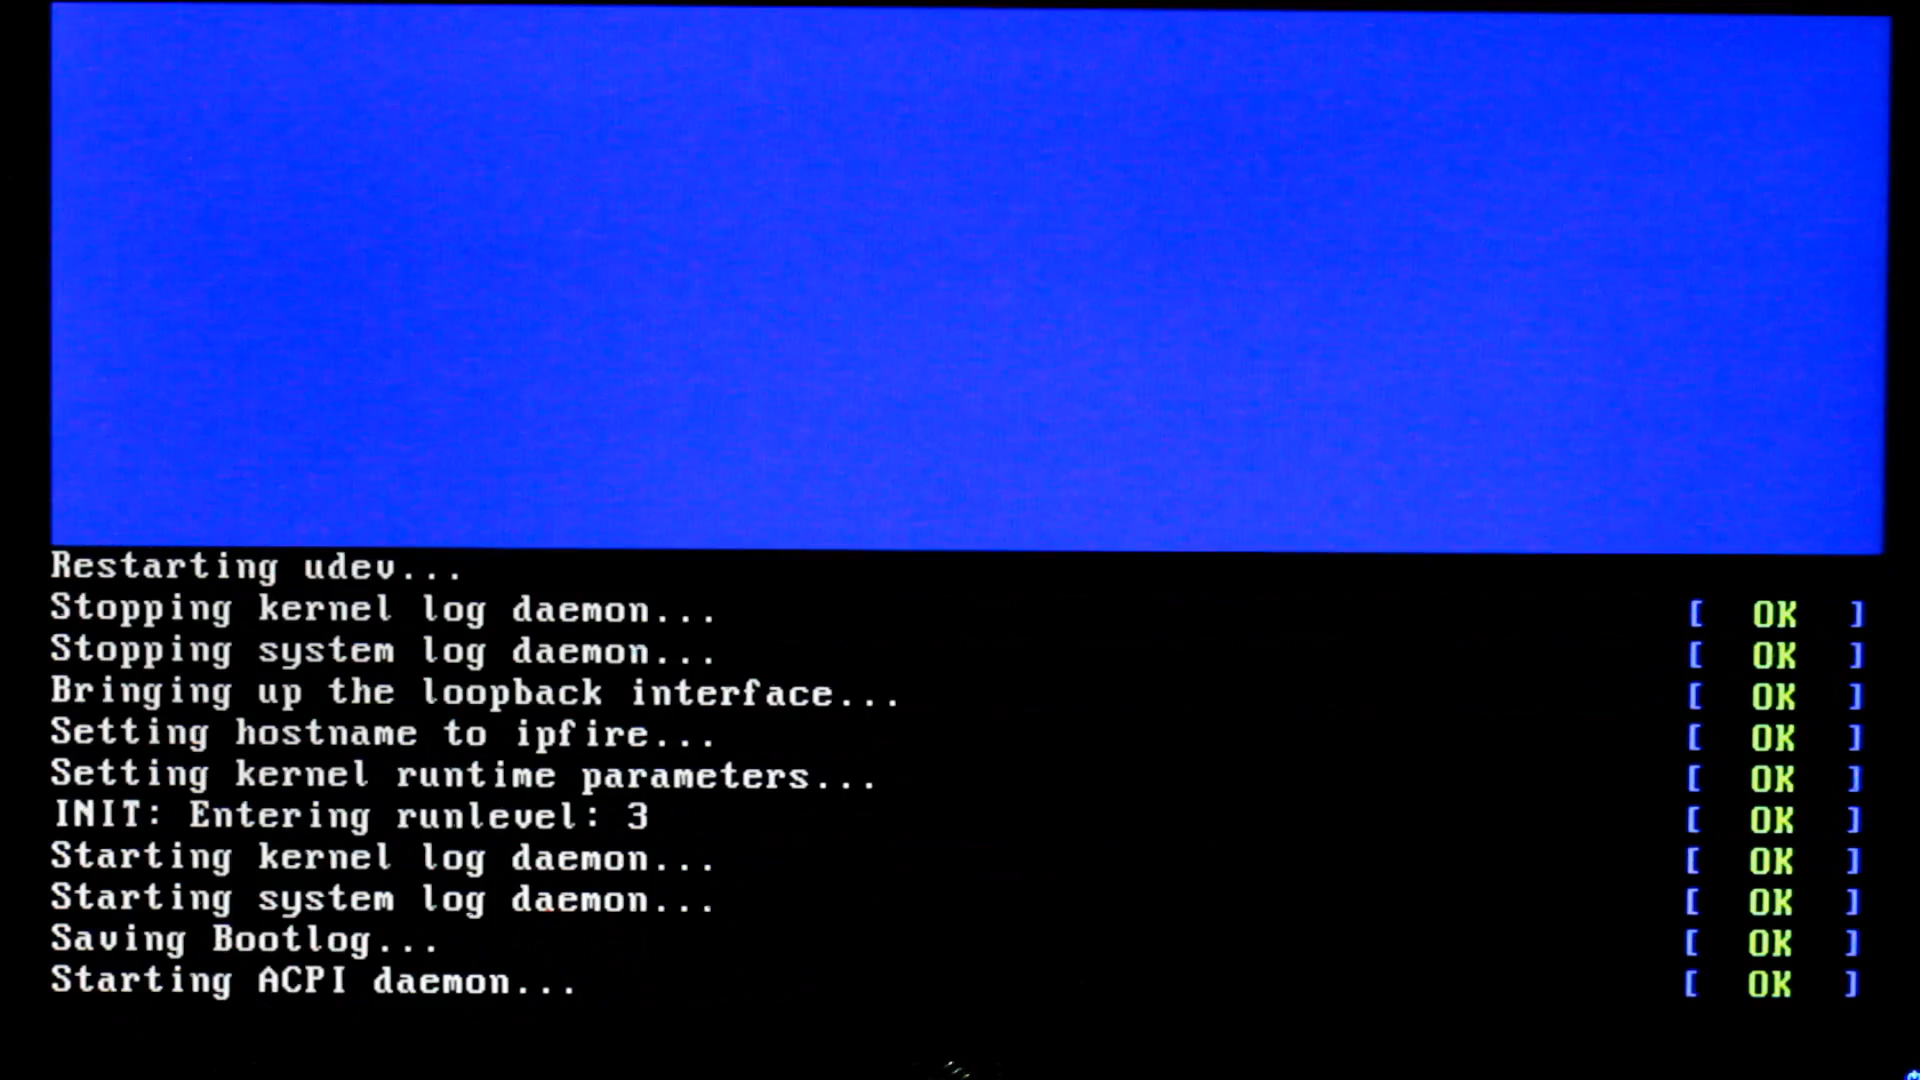 Restarting udev...
Stopping kernel log daemon... [ OK ]
Stopping system log daemon... [ OK ]
Bringing up the loopback interface... [ OK ]
Setting hostname to ipfire... [ OK ]
Setting kernel runtime parameters... [ OK ]
INIT: Entering runlevel: 3 [ OK ]
Starting kernel log daemon... [ OK ]
Starting system log daemon... [ OK ]
Saving Bootlog... [ OK ]
Starting ACPI daemon... [ OK ]